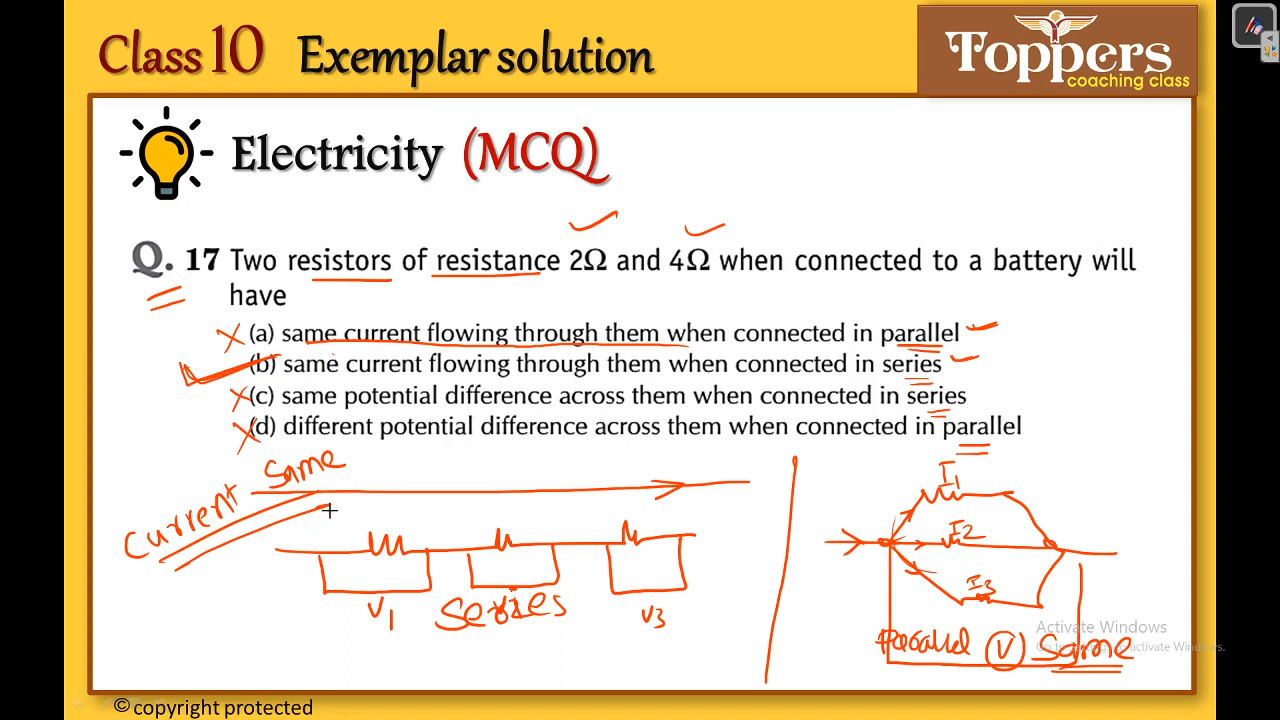 Class 10 Exemplar solution
Toppers
coaching class
Electricity (MCQ)
Q. 17 Two resistors of resistance 2Ω and 4Ω when connected to a battery will
have
(a) same current flowing through them when connected in parallel
(b) same current flowing through them when connected in series
(c) same potential difference across them when connected in series
(d) different potential difference across them when connected in parallel
Current Same
V1 Series V3
I1
I2
I3
Parallel V Same
Activate Windows
© copyright protected